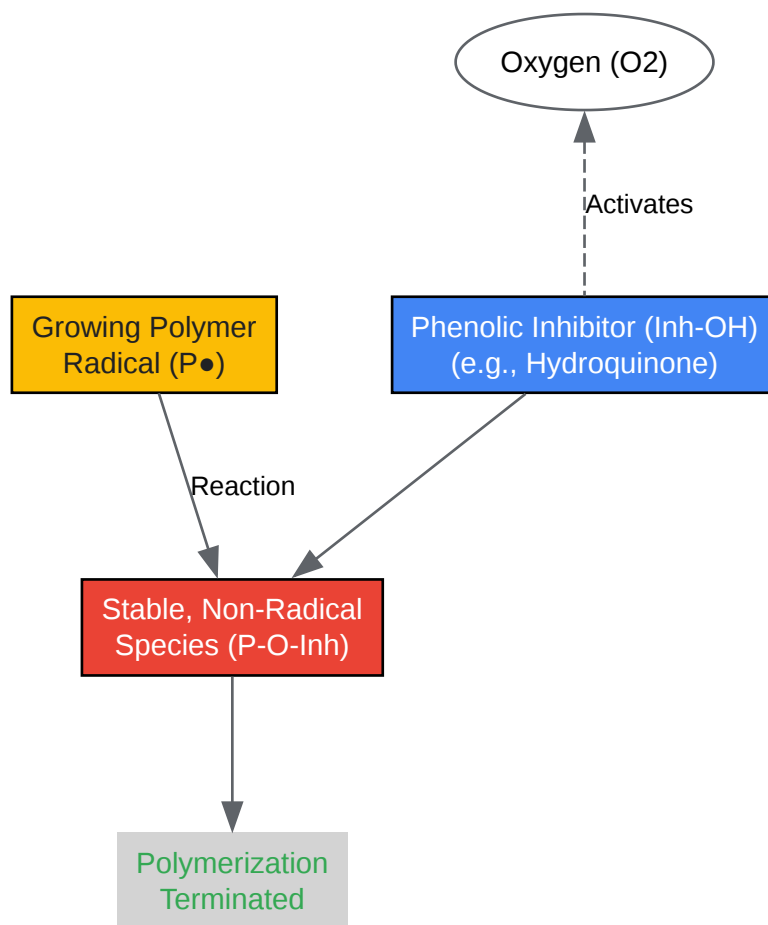 Oxygen (O2)
Activates
Growing Polymer
Radical (P●)
Phenolic Inhibitor (Inh-OH)
(e.g., Hydroquinone)
Reaction
Stable, Non-Radical
Species (P-O-Inh)
Polymerization
Terminated